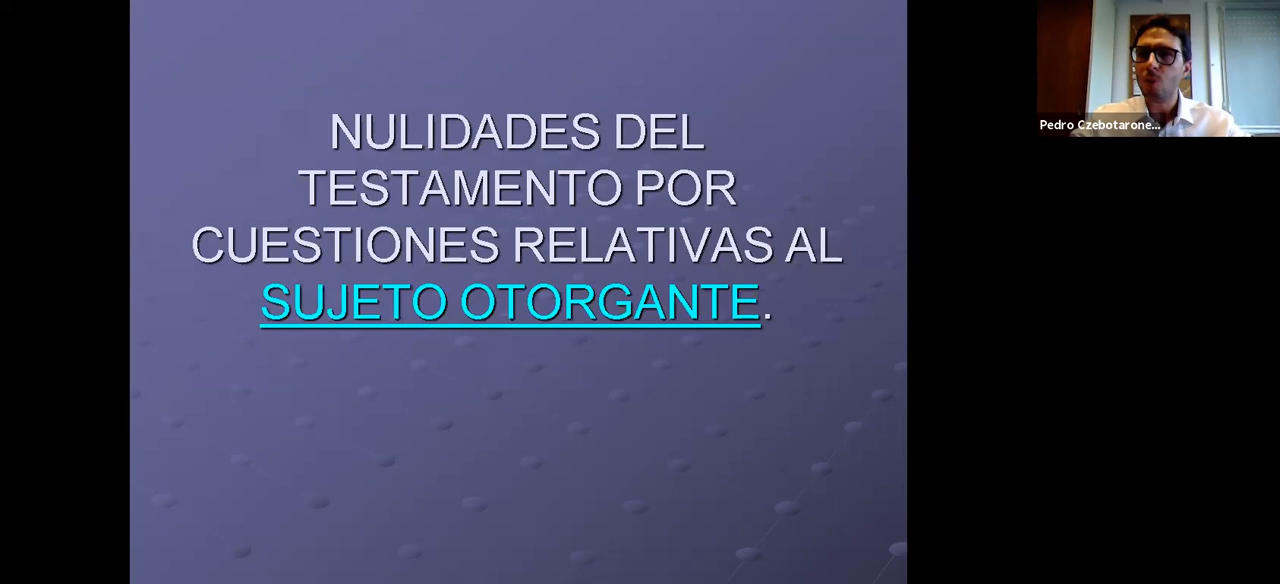 NULIDADES DEL
TESTAMENTO POR
CUESTIONES RELATIVAS AL
SUJETO OTORGANTE.
Pedro Czebotarone...